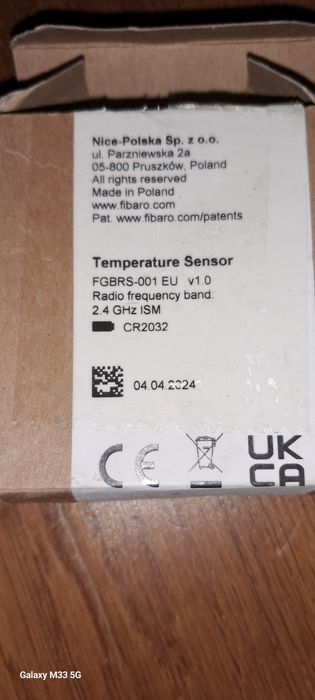 Nice-Polska Sp. z o.o.
ul. Parzniewska 2a
05-800 Pruszków, Poland
All rights reserved
Made in Poland
www.fibaro.com
Pat. www.fibaro.com/patents
Temperature Sensor
FGBRS-001 EU v1.0
Radio frequency band:
2.4 GHz ISM
CR2032
04.04.2024
CE
UK
CA
Galaxy M33 5G